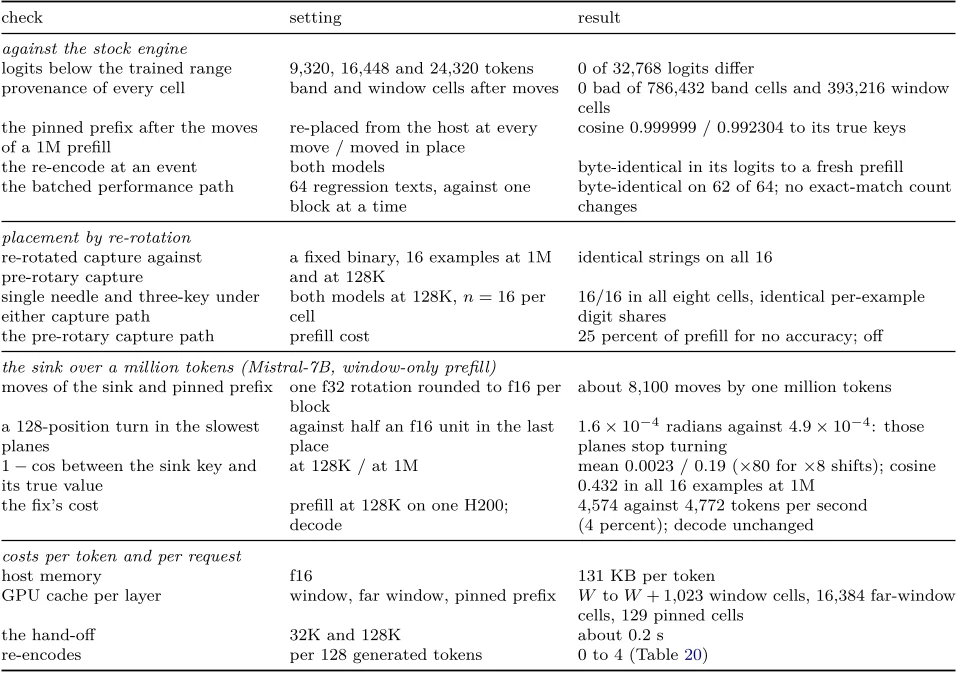 check setting result
against the stock engine
logits below the trained range 9,320, 16,448 and 24,320 tokens 0 of 32,768 logits differ
provenance of every cell band and window cells after moves 0 bad of 786,432 band cells and 393,216 window
cells
the pinned prefix after the moves re-placed from the host at every cosine 0.999999 / 0.992304 to its true keys
of a 1M prefill move / moved in place
the re-encode at an event both models byte-identical in its logits to a fresh prefill
the batched performance path 64 regression texts, against one byte-identical on 62 of 64; no exact-match count
block at a time changes
placement by re-rotation
re-rotated capture against a fixed binary, 16 examples at 1M identical strings on all 16
pre-rotary capture and at 128K
single needle and three-key under both models at 128K, n = 16 per 16/16 in all eight cells, identical per-example
either capture path cell digit shares
the pre-rotary capture path prefill cost 25 percent of prefill for no accuracy; off
the sink over a million tokens (Mistral-7B, window-only prefill)
moves of the sink and pinned prefix one f32 rotation rounded to f16 per about 8,100 moves by one million tokens
block
a 128-position turn in the slowest against half an f16 unit in the last 1.6 × 10⁻⁴ radians against 4.9 × 10⁻⁴: those
planes place planes stop turning
1 − cos between the sink key and at 128K / at 1M mean 0.0023 / 0.19 (×80 for ×8 shifts); cosine
its true value 0.432 in all 16 examples at 1M
the fix's cost prefill at 128K on one H200; 4,574 against 4,772 tokens per second
decode (4 percent); decode unchanged
costs per token and per request
host memory f16 131 KB per token
GPU cache per layer window, far window, pinned prefix W to W + 1,023 window cells, 16,384 far-window
cells, 129 pinned cells
the hand-off 32K and 128K about 0.2 s
re-encodes per 128 generated tokens 0 to 4 (Table 20)